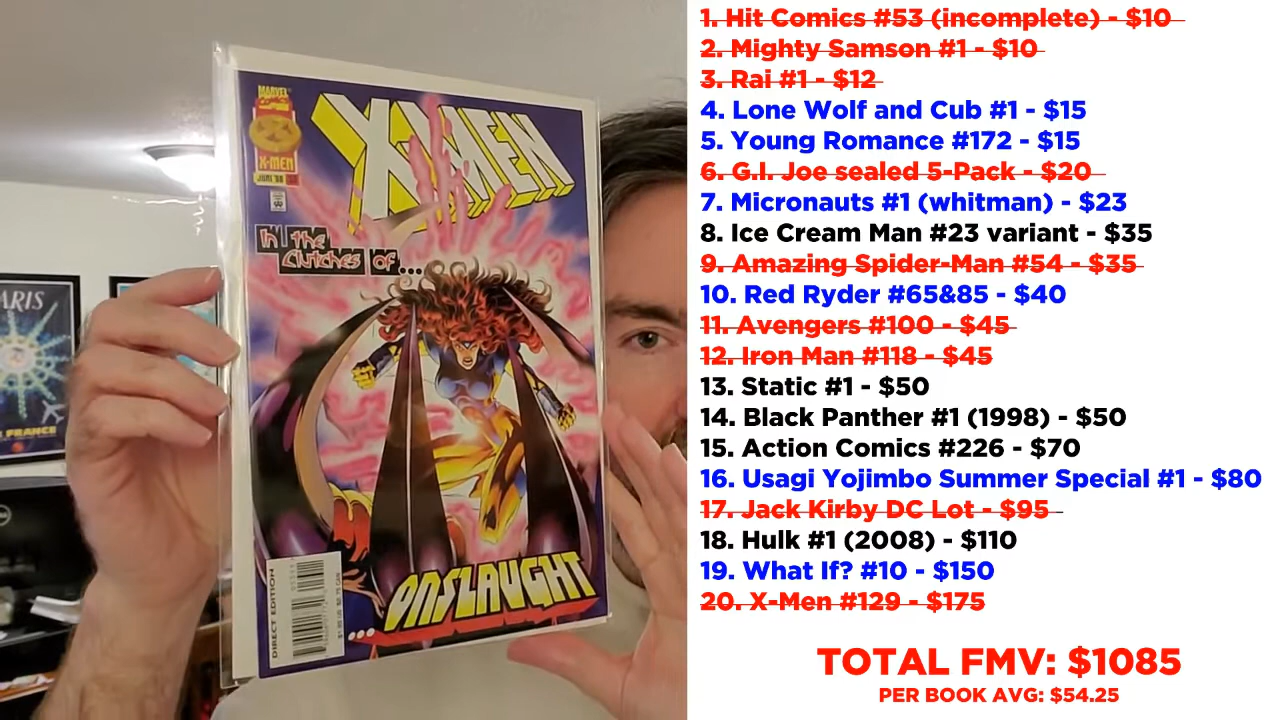 MARVEL
COMICS
X-MEN
JUNE '96
X-MEN
In the
Clutches of...
...ONSLAUGHT
DIRECT EDITION
ARIS
FRANCE
1. Hit Comics #53 (incomplete) - $10
2. Mighty Samson #1 - $10
3. Rai #1 - $12
4. Lone Wolf and Cub #1 - $15
5. Young Romance #172 - $15
6. G.I. Joe sealed 5-Pack - $20
7. Micronauts #1 (whitman) - $23
8. Ice Cream Man #23 variant - $35
9. Amazing Spider-Man #54 - $35
10. Red Ryder #65&85 - $40
11. Avengers #100 - $45
12. Iron Man #118 - $45
13. Static #1 - $50
14. Black Panther #1 (1998) - $50
15. Action Comics #226 - $70
16. Usagi Yojimbo Summer Special #1 - $80
17. Jack Kirby DC Lot - $95
18. Hulk #1 (2008) - $110
19. What If? #10 - $150
20. X-Men #129 - $175
TOTAL FMV: $1085
PER BOOK AVG: $54.25